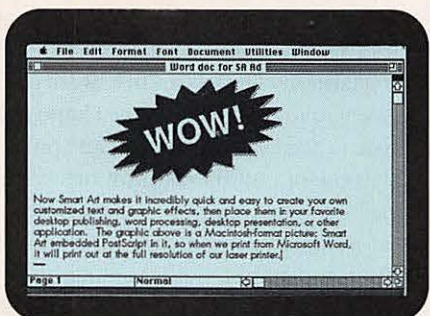 File Edit Format Font Document Utilities Window
Word doc for SA Ad
WOW!
Now Smart Art makes it incredibly quick and easy to create your own
customized text and graphic effects, then place them in your favorite
desktop publishing, word processing, desktop presentation, or other
application. The graphic above is a Macintosh-format picture; Smart
Art embedded PostScript in it, so when we print from Microsoft Word,
it will print out at the full resolution of our laser printer.
Page 1 Normal